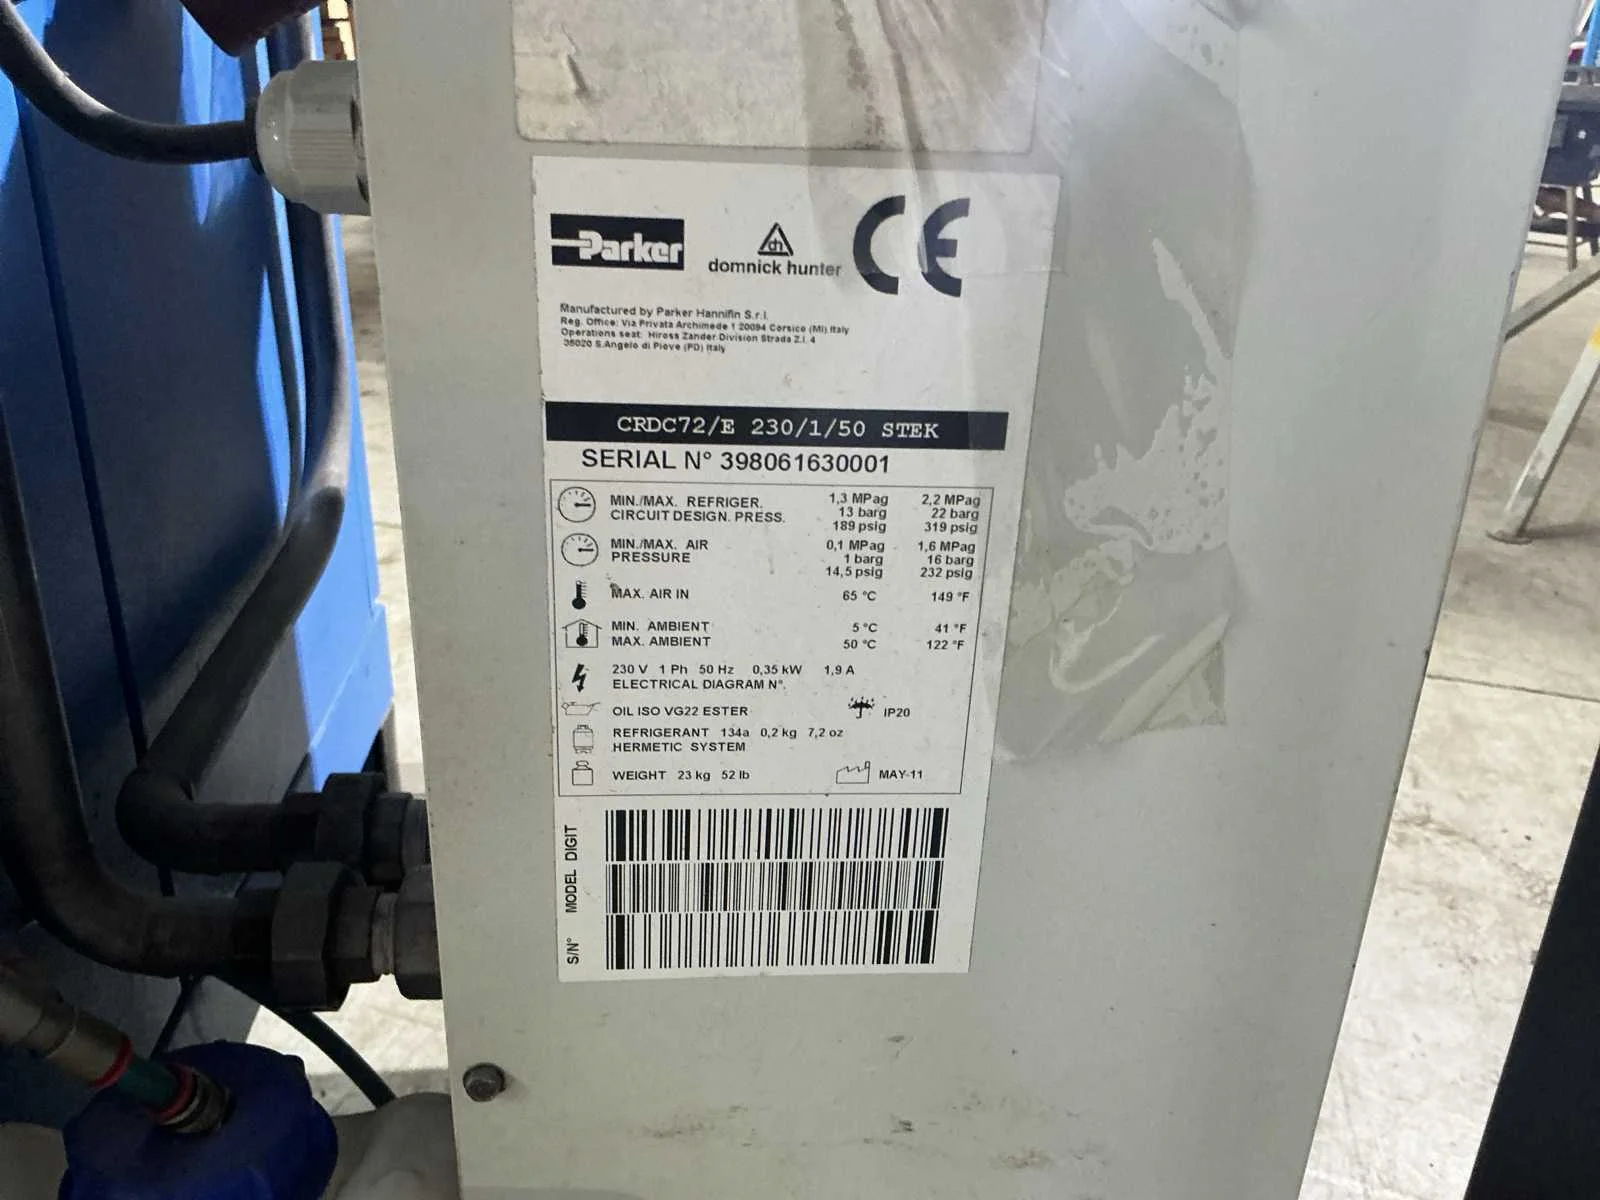 Parker
dh
domnick hunter
CE
Manufactured by Parker Hannifin S.r.l.
Reg. Office: Via Privata Archimede 1 20094 Corsico (MI) Italy
Operations seat: Hiross Zander Division Strada Z.I. 4
35020 S.Angelo di Piove (PD) Italy
CRDC72/E 230/1/50 STEK
SERIAL N° 398061630001
MIN./MAX. REFRIGER. 1,3 MPag 2,2 MPag
CIRCUIT DESIGN. PRESS. 13 barg 22 barg
189 psig 319 psig
MIN./MAX. AIR 0,1 MPag 1,6 MPag
PRESSURE 1 barg 16 barg
14,5 psig 232 psig
MAX. AIR IN 65 °C 149 °F
MIN. AMBIENT 5 °C 41 °F
MAX. AMBIENT 50 °C 122 °F
230 V 1 Ph 50 Hz 0,35 kW 1,9 A
ELECTRICAL DIAGRAM N°.
OIL ISO VG22 ESTER IP20
REFRIGERANT 134a 0,2 kg 7,2 oz
HERMETIC SYSTEM
WEIGHT 23 kg 52 lb MAY-11
DIGIT
MODEL
S/N°